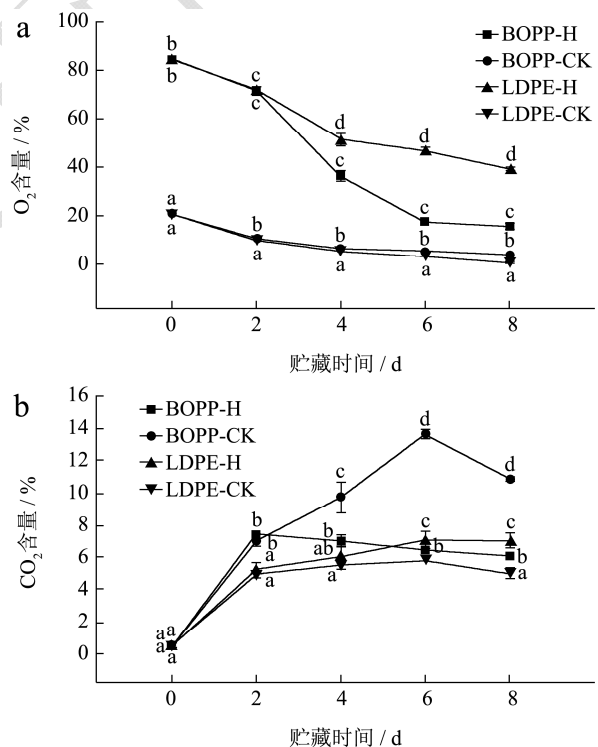 a
BOPP-H
BOPP-CK
LDPE-H
LDPE-CK
100
80
60
40
20
0
O₂含量 / %
b
b
c
c
d
c
d
c
d
c
a
a
b
a
b
a
b
a
b
a
0
2
4
6
8
贮藏时间 / d
b
BOPP-H
BOPP-CK
LDPE-H
LDPE-CK
16
14
12
10
8
6
4
2
0
CO₂含量 / %
a
a
a
a
b
b
a
a
c
b
ab
a
d
c
b
d
c
b
a
0
2
4
6
8
贮藏时间 / d